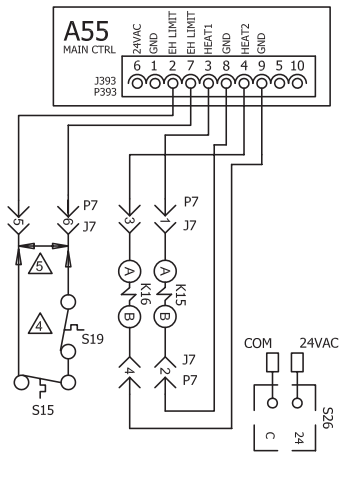 A55
MAIN CTRL
24VAC
GND
EH LIMIT
EH LIMIT
HEAT1
GND
HEAT2
GND
6 1 2 7 3 8 4 9 5 10
J393
P393
P7
J7
5
6
P7
J7
3
1
5
4
A
A
K16
K15
B
B
S19
S15
J7
P7
4
2
COM
24VAC
C
24
S26